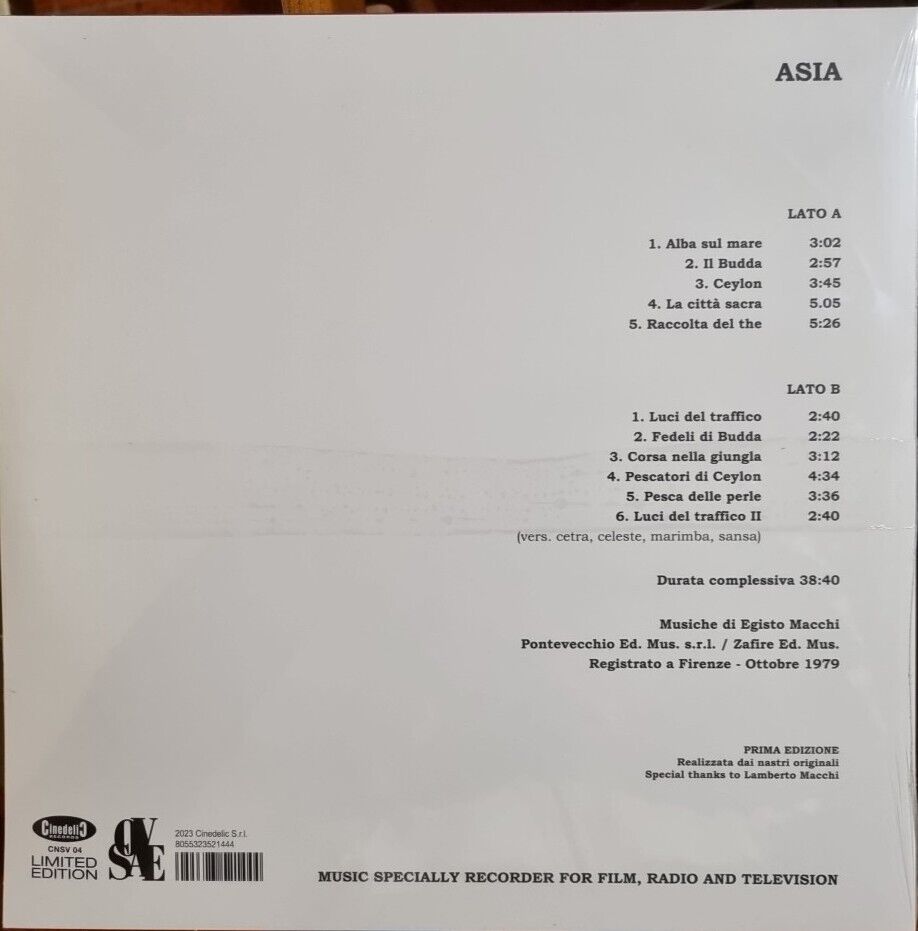 ASIA
LATO A
1. Alba sul mare 3:02
2. Il Budda 2:57
3. Ceylon 3:45
4. La città sacra 5.05
5. Raccolta del the 5:26
LATO B
1. Luci del traffico 2:40
2. Fedeli di Budda 2:22
3. Corsa nella giungla 3:12
4. Pescatori di Ceylon 4:34
5. Pesca delle perle 3:36
6. Luci del traffico II 2:40
(vers. cetra, celeste, marimba, sansa)
Durata complessiva 38:40
Musiche di Egisto Macchi
Pontevecchio Ed. Mus. s.r.l. / Zafire Ed. Mus.
Registrato a Firenze - Ottobre 1979
PRIMA EDIZIONE
Realizzata dai nastri originali
Special thanks to Lamberto Macchi
Cinedelic
RECORDS
CNSV 04
LIMITED
EDITION
SAE
2023 Cinedelic S.r.l.
8055323521444
MUSIC SPECIALLY RECORDER FOR FILM, RADIO AND TELEVISION